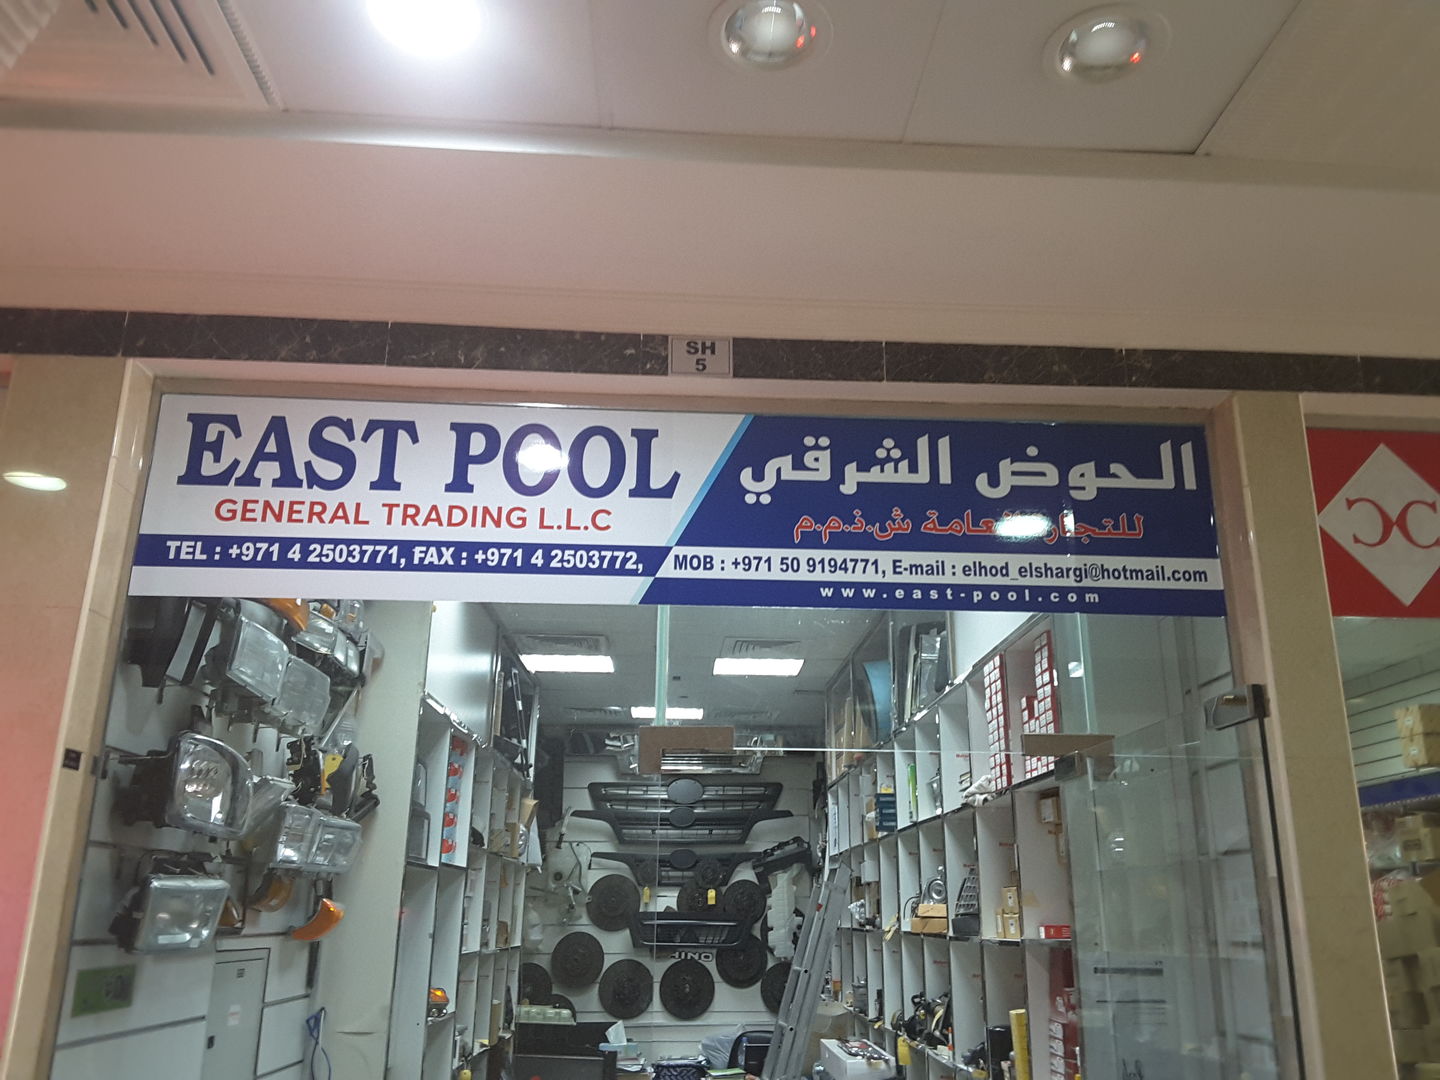 SH
5
EAST POOL
الحوض الشرقي
GENERAL TRADING L.L.C
للتجارة العامة ش.ذ.م.م
TEL : +971 4 2503771, FAX : +971 4 2503772, MOB : +971 50 9194771, E-mail : elhod_elshargi@hotmail.com
www.east-pool.com
HINO